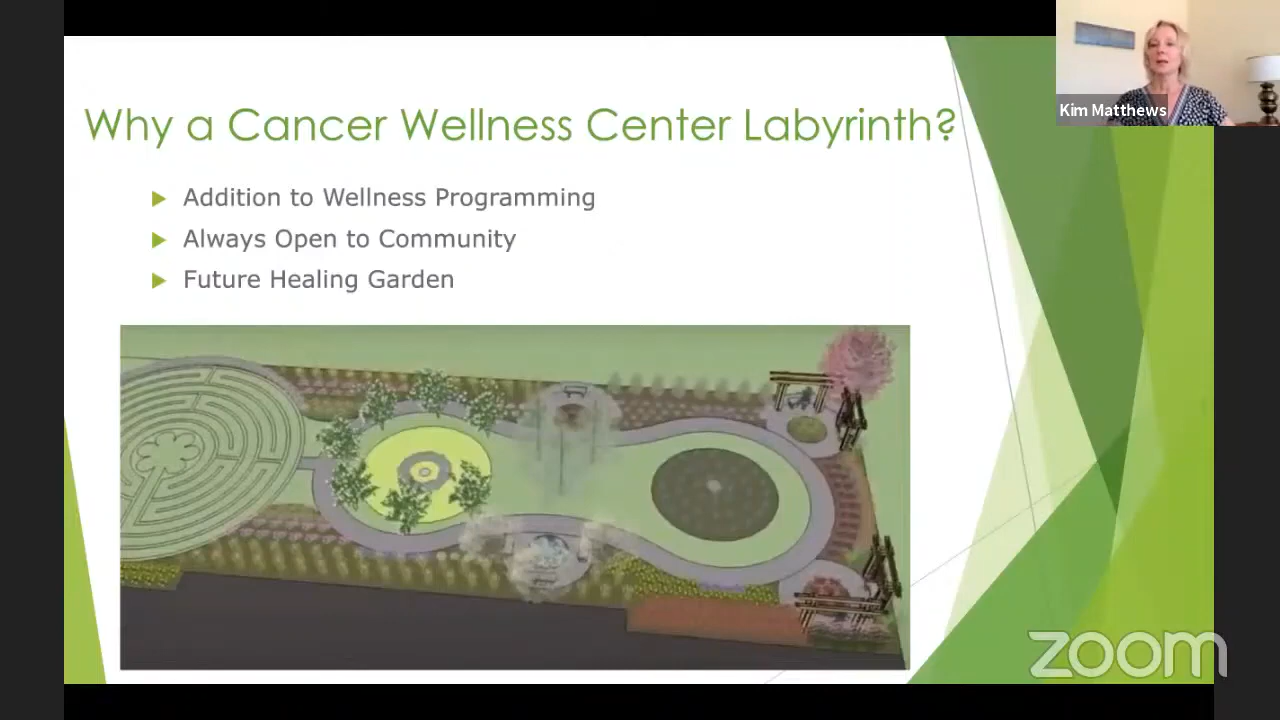 Why a Cancer Wellness Center Labyrinth?
Kim Matthews
Addition to Wellness Programming
Always Open to Community
Future Healing Garden
zoom